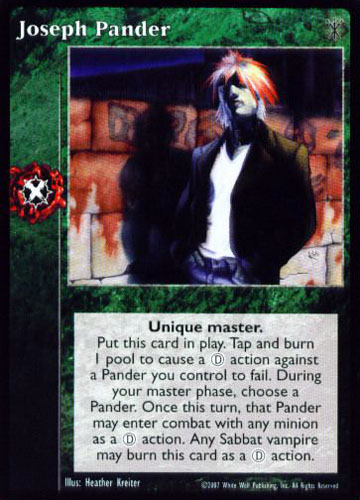 Joseph Pander
Unique master.
Put this card in play. Tap and burn
1 pool to cause a Ⓓ action against
a Pander you control to fail. During
your master phase, choose a
Pander. Once this turn, that Pander
may enter combat with any minion
as a Ⓓ action. Any Sabbat vampire
may burn this card as a Ⓓ action.
Illus: Heather Kreiter ©2007 White Wolf Publishing, Inc. All Rights Reserved